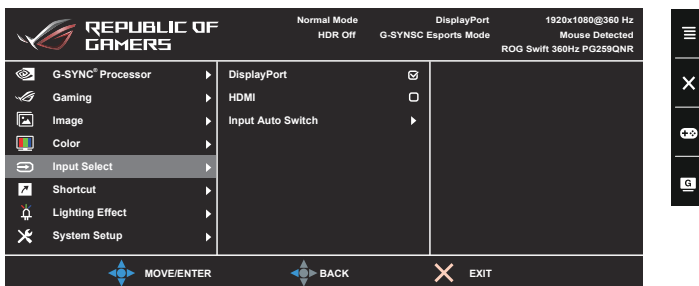 REPUBLIC OF
GAMERS
Normal Mode
HDR Off
DisplayPort
G-SYNSC Esports Mode
1920x1080@360 Hz
Mouse Detected
ROG Swift 360Hz PG259QNR
G-SYNC® Processor
Gaming
Image
Color
Input Select
Shortcut
Lighting Effect
System Setup
DisplayPort
HDMI
Input Auto Switch
MOVE/ENTER
BACK
EXIT
G